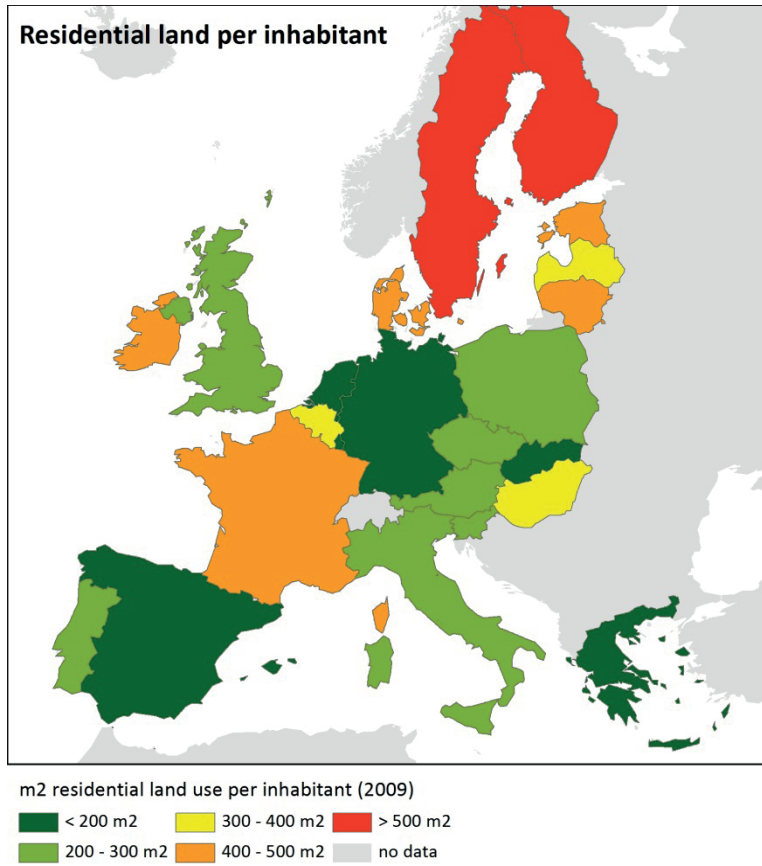 Residential land per inhabitant
m2 residential land use per inhabitant (2009)
< 200 m2 300 - 400 m2 > 500 m2
200 - 300 m2 400 - 500 m2 no data